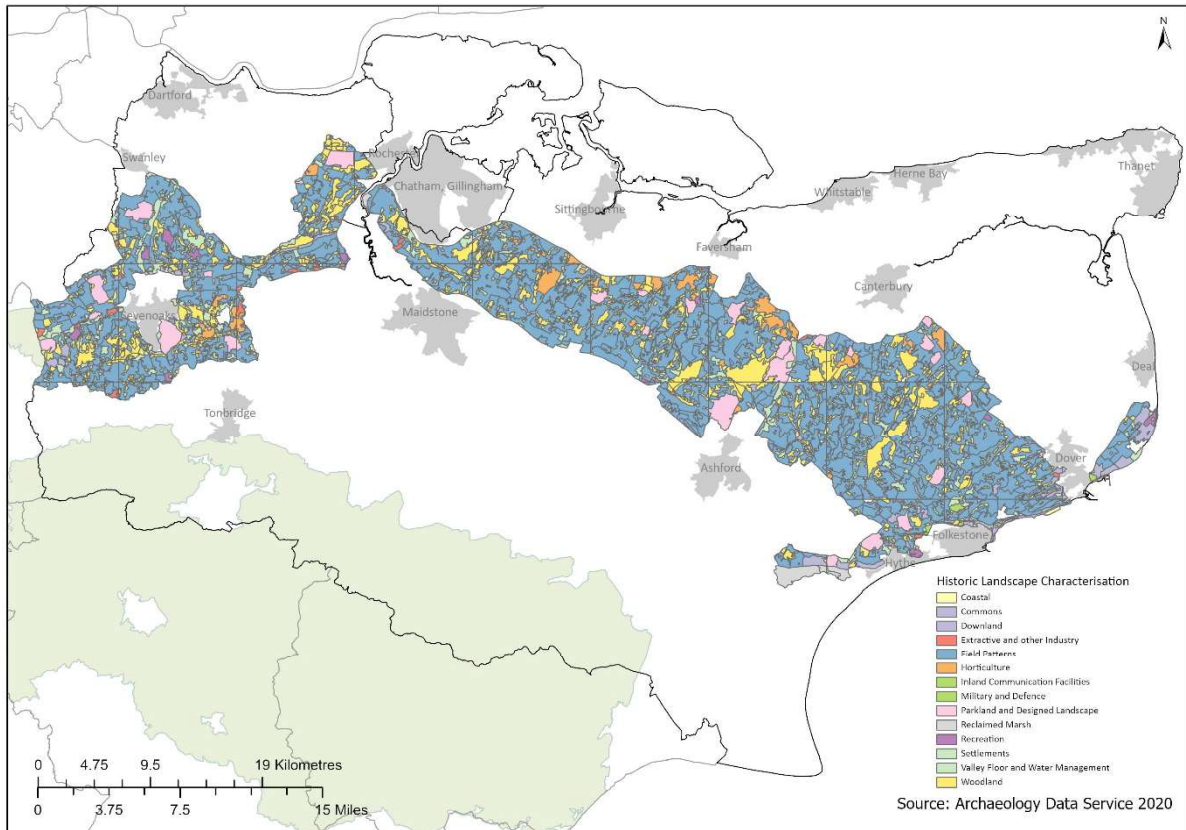 N
Dartford
Swanley
Rochester
Chatham, Gillingham
Sittingbourne
Whitstable
Herne Bay
Thanet
Faversham
Canterbury
Sevenoaks
Maidstone
Deal
Tonbridge
Ashford
Dover
Folkestone
Hythe
Historic Landscape Characterisation
Coastal
Commons
Downland
Extractive and other Industry
Field Patterns
Horticulture
Inland Communication Facilities
Military and Defence
Parkland and Designed Landscape
Reclaimed Marsh
Recreation
Settlements
Valley Floor and Water Management
Woodland
0 4.75 9.5 19 Kilometres
0 3.75 7.5 15 Miles
Source: Archaeology Data Service 2020